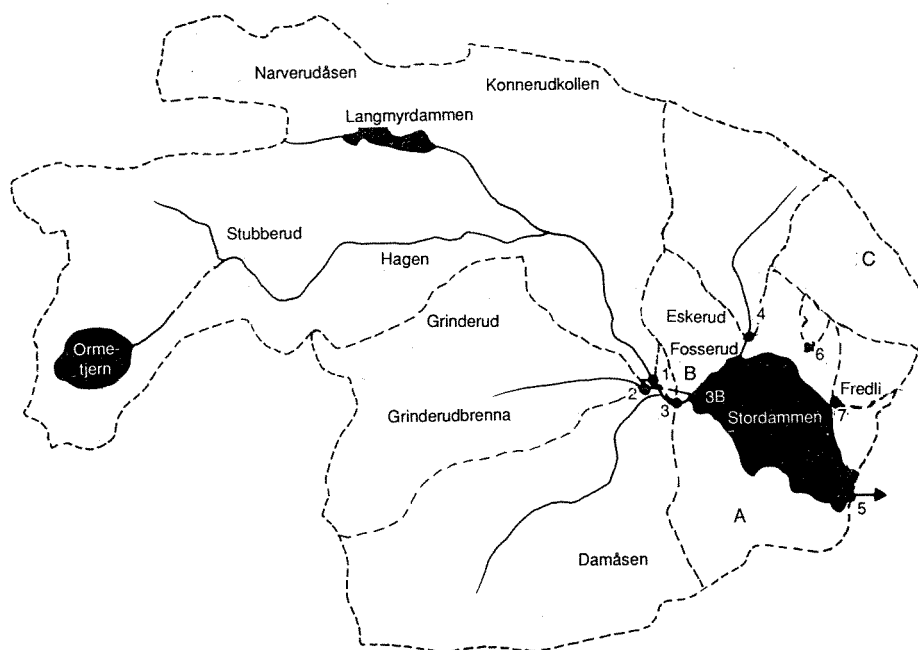 Narverudåsen
Konnerudkollen
Langmyrdammen
Stubberud
Hagen
C
Eskerud
Grinderud
4
Orme-
tjern
Fosserud
6
1
B
Fredli
2
3B
Grinderudbrenna
3
7
Stordammen
5
A
Damåsen